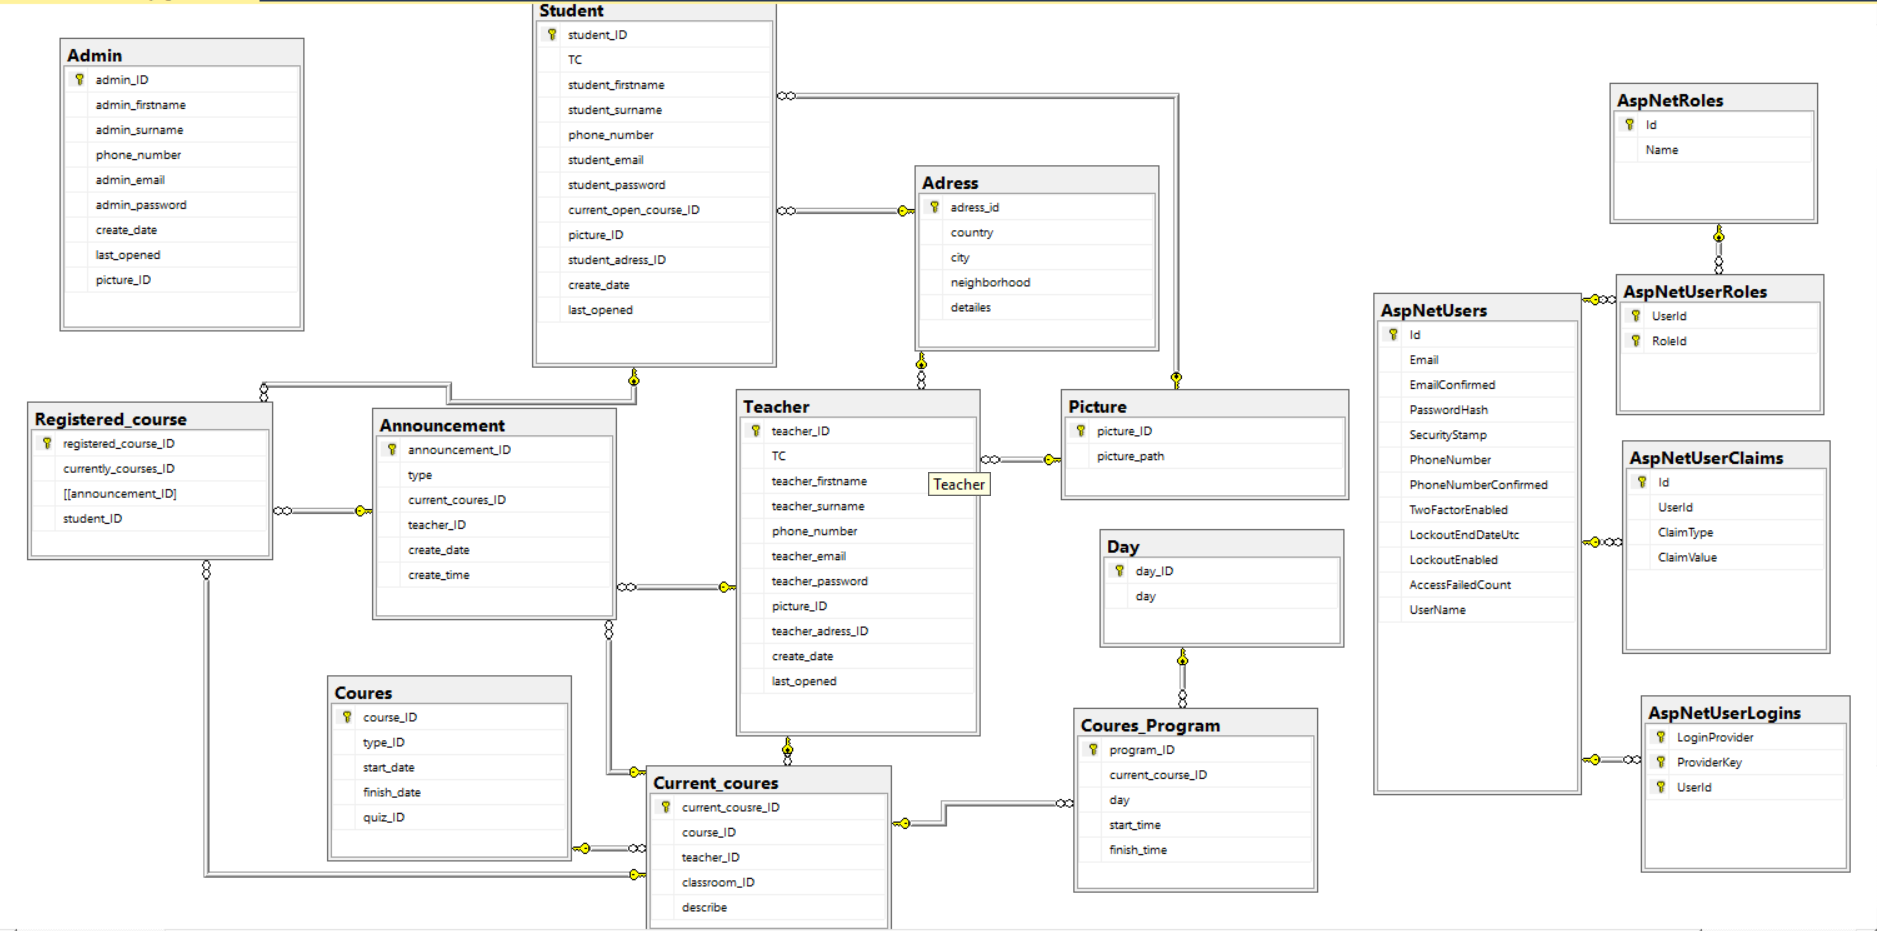 Student
student_ID
TC
student_firstname
student_surname
phone_number
student_email
student_password
current_open_course_ID
picture_ID
student_adress_ID
create_date
last_opened
Admin
admin_ID
admin_firstname
admin_surname
phone_number
admin_email
admin_password
create_date
last_opened
picture_ID
Adress
adress_id
country
city
neighborhood
detailes
AspNetRoles
Id
Name
AspNetUserRoles
UserId
RoleId
AspNetUsers
Id
Email
EmailConfirmed
PasswordHash
SecurityStamp
PhoneNumber
PhoneNumberConfirmed
TwoFactorEnabled
LockoutEndDateUtc
LockoutEnabled
AccessFailedCount
UserName
Registered_course
registered_course_ID
currently_courses_ID
[[announcement_ID]
student_ID
Announcement
announcement_ID
type
current_coures_ID
teacher_ID
create_date
create_time
Teacher
teacher_ID
TC
teacher_firstname
teacher_surname
phone_number
teacher_email
teacher_password
picture_ID
teacher_adress_ID
create_date
last_opened
Teacher
Picture
picture_ID
picture_path
AspNetUserClaims
Id
UserId
ClaimType
ClaimValue
Day
day_ID
day
Coures
course_ID
type_ID
start_date
finish_date
quiz_ID
Current_coures
current_cousre_ID
course_ID
teacher_ID
classroom_ID
describe
Coures_Program
program_ID
current_course_ID
day
start_time
finish_time
AspNetUserLogins
LoginProvider
ProviderKey
UserId